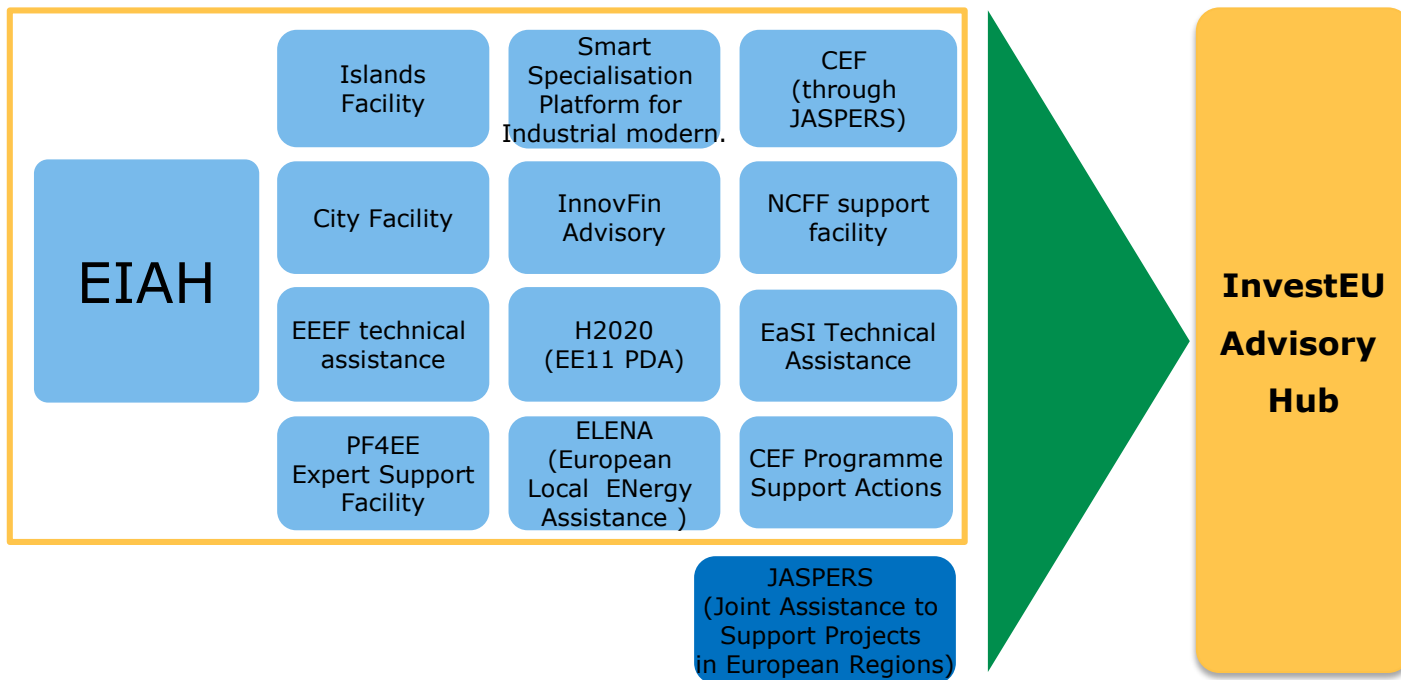 EIAH
Islands
Facility
Smart
Specialisation
Platform for
Industrial modern.
CEF
(through
JASPERS)
City Facility
InnovFin
Advisory
NCFF support
facility
EEEF technical
assistance
H2020
(EE11 PDA)
EaSI Technical
Assistance
PF4EE
Expert Support
Facility
ELENA
(European
Local ENergy
Assistance )
CEF Programme
Support Actions
JASPERS
(Joint Assistance to
Support Projects
in European Regions)
InvestEU
Advisory
Hub